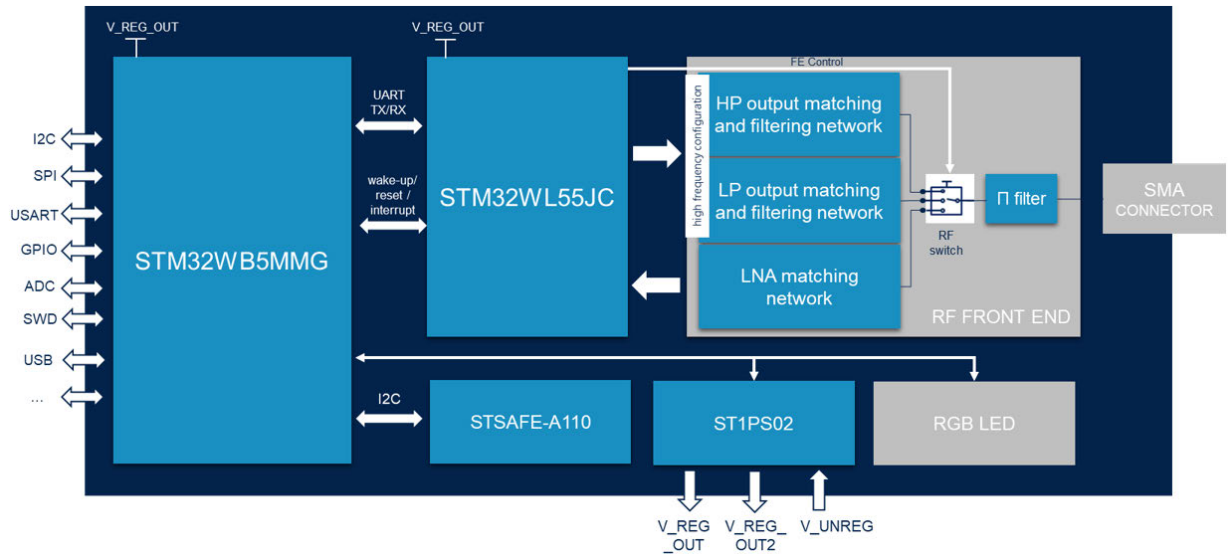 V_REG_OUT
V_REG_OUT
FE Control
I2C
SPI
USART
GPIO
ADC
SWD
USB
...
STM32WB5MMG
UART
TX/RX
wake-up/
reset /
interrupt
STM32WL55JC
high frequency configuration
HP output matching
and filtering network
LP output matching
and filtering network
LNA matching
network
RF
switch
Π filter
SMA
CONNECTOR
RF FRONT END
I2C
STSAFE-A110
ST1PS02
RGB LED
V_REG
_OUT
V_REG_
OUT2
V_UNREG